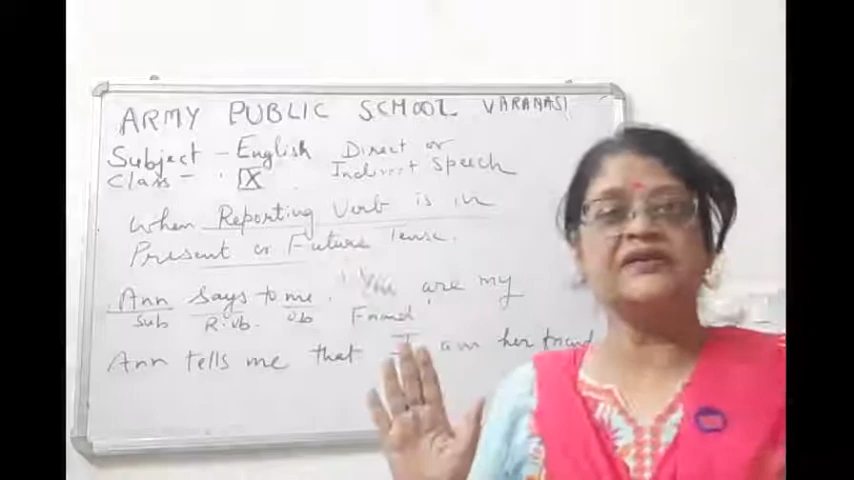 ARMY PUBLIC SCHOOL VARANASI
Subject - English Direct or
Class - IX Indirect Speech
When Reporting Verb is in
Present or Future tense.
Ann says to me. "You are my
Sub R.Vb. Ob Friend
Ann tells me that I am her friend